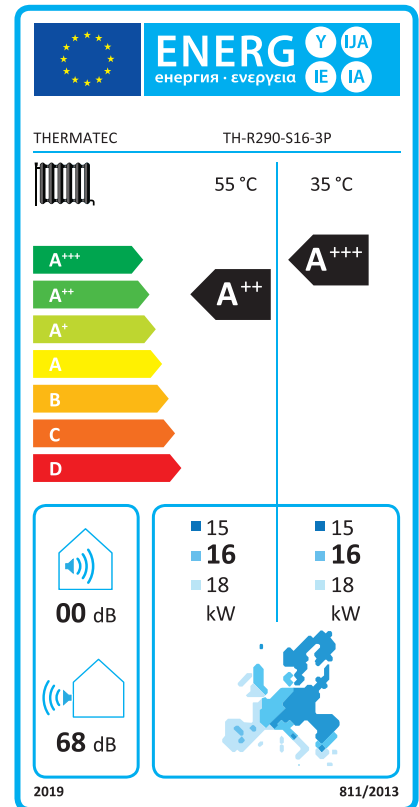 ENERG Y IJA
енергия · ενεργεια IE IA
THERMATEC TH-R290-S16-3P
55 °C 35 °C
A+++
A++
A+
A
B
C
D
A++
A+++
00 dB
68 dB
15 15
16 16
18 18
kW kW
2019 811/2013